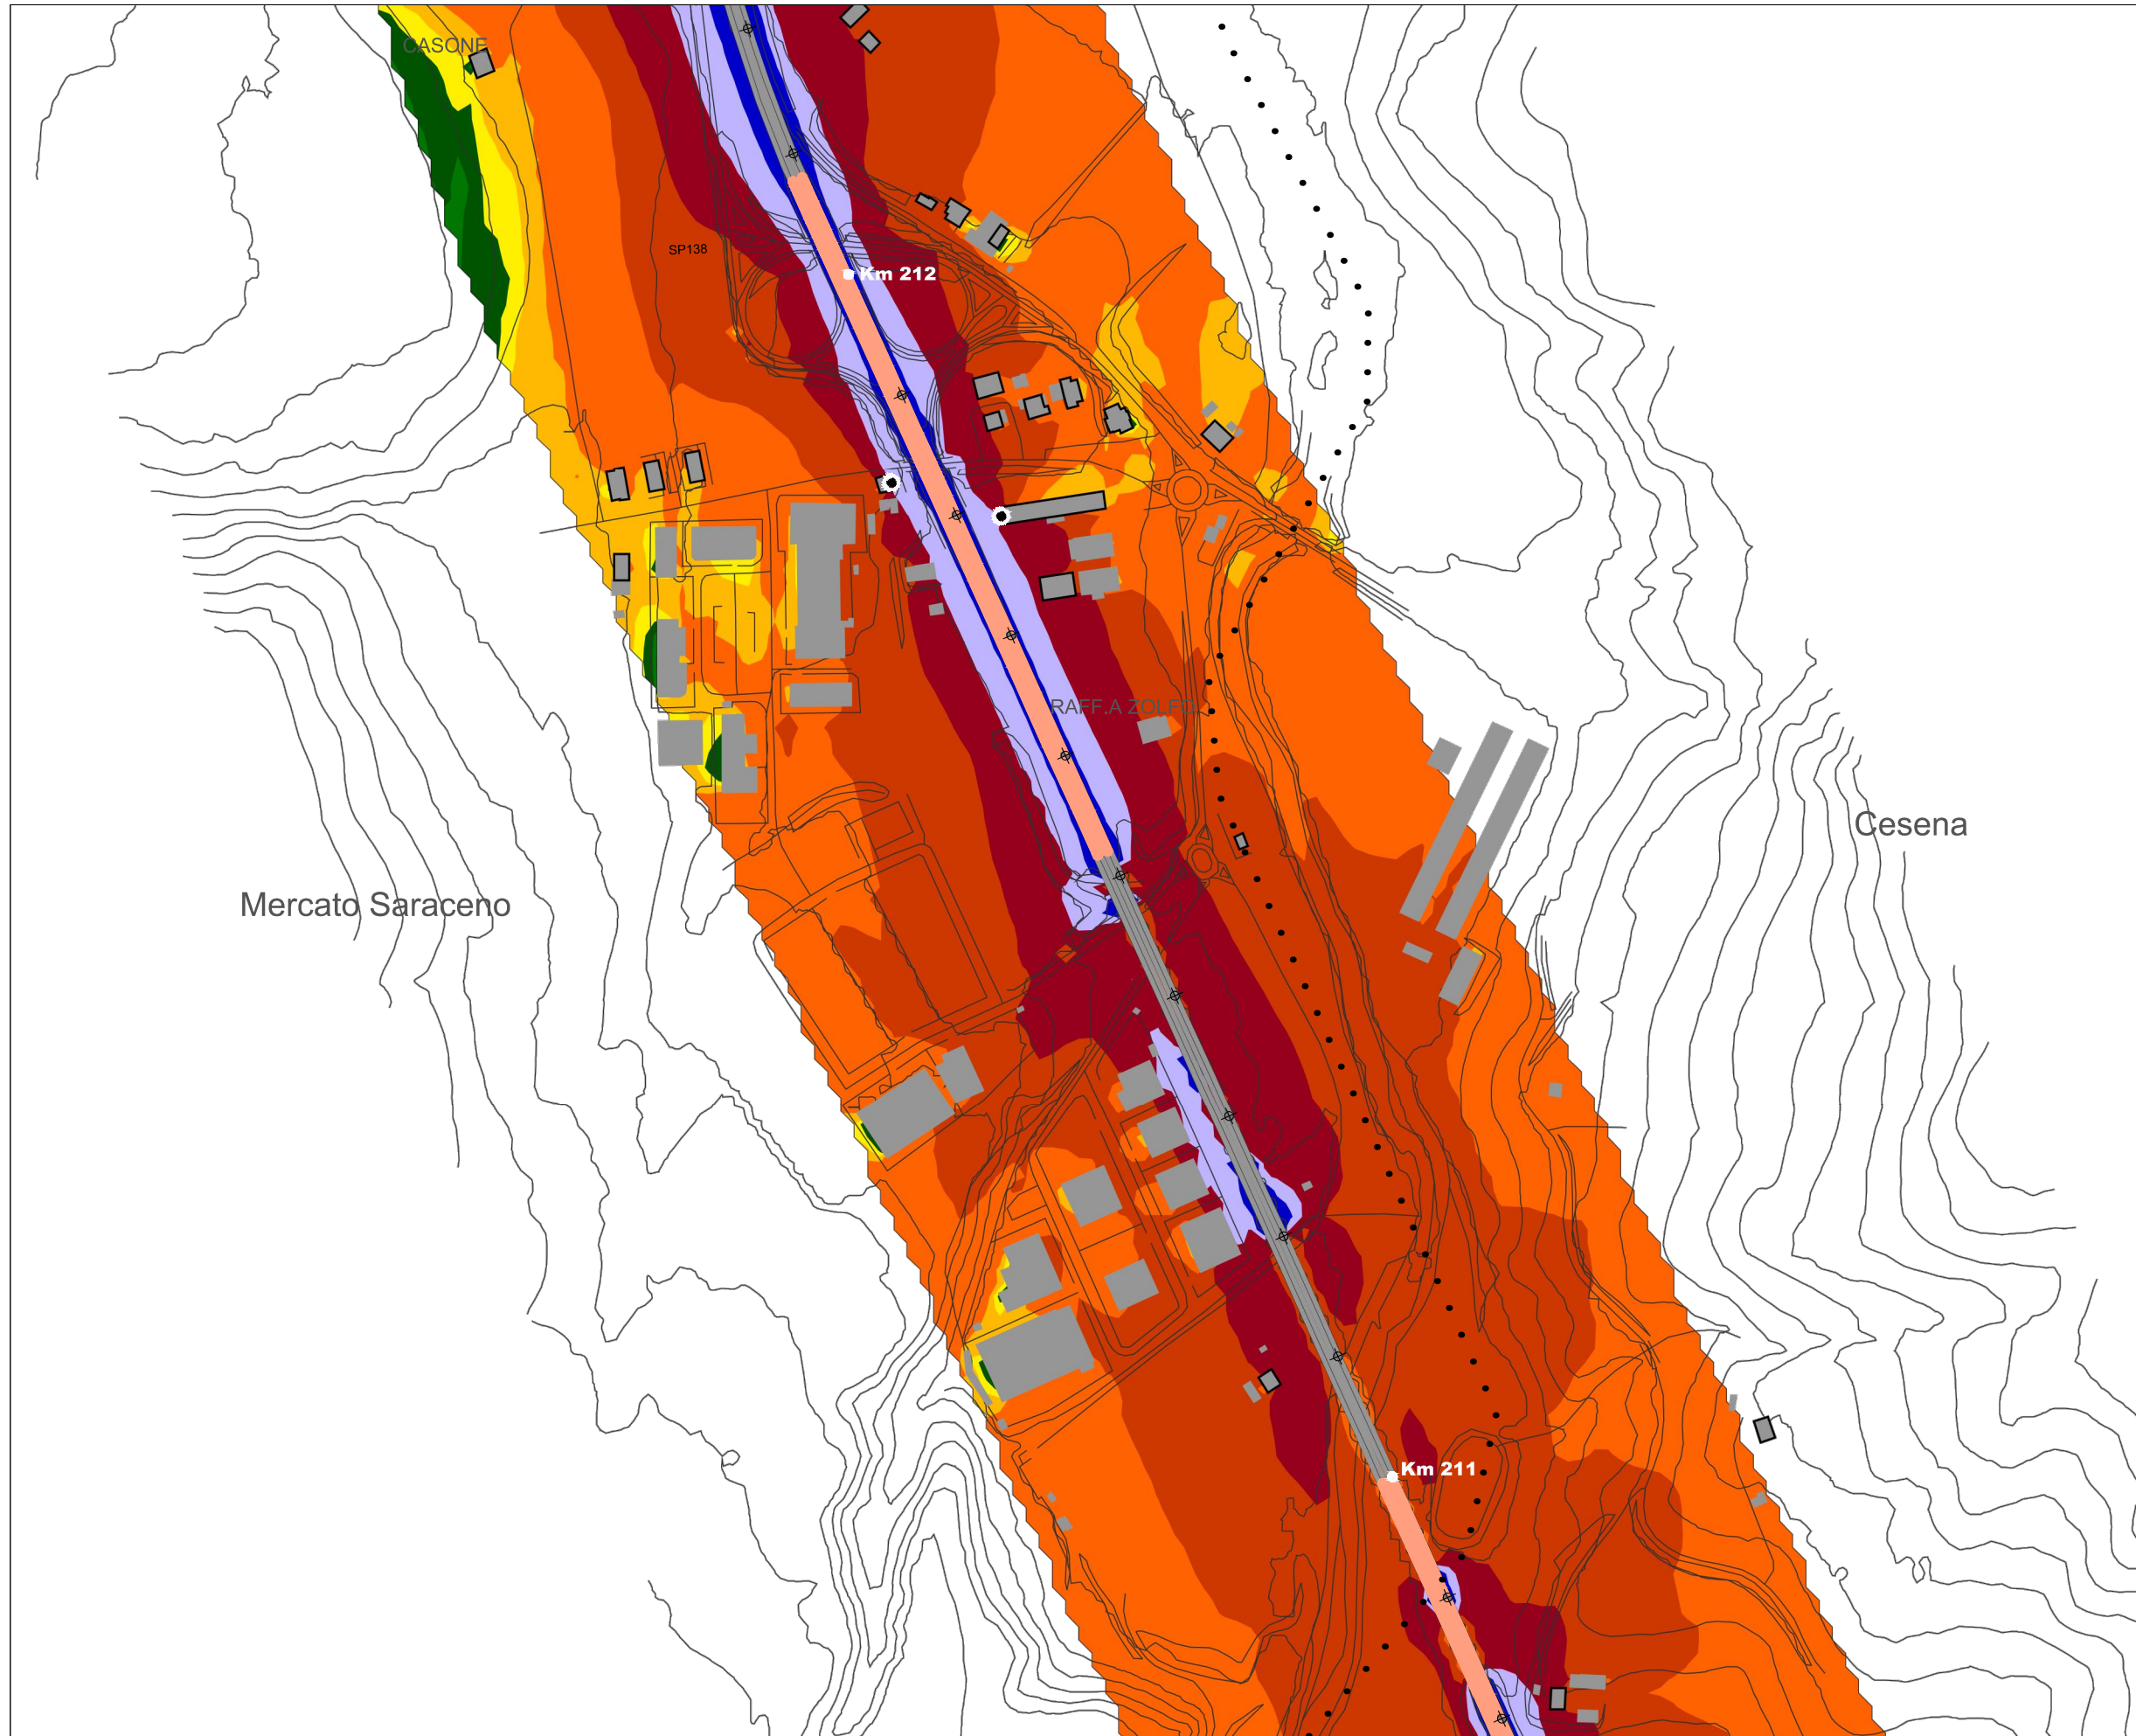 CASONE
SP138
Km 212
RAFF.A ZOLFO
Cesena
Mercato Saraceno
Km 211